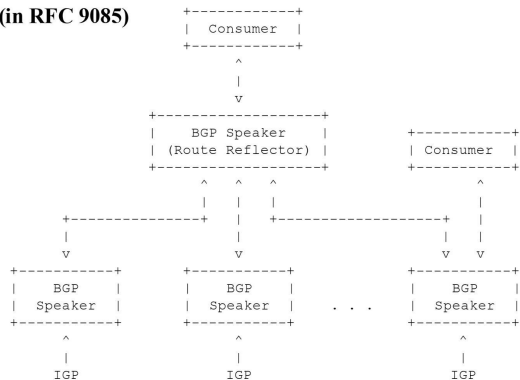 (in RFC 9085)
Consumer
BGP Speaker
(Route Reflector)
Consumer
BGP
Speaker
BGP
Speaker
. . .
BGP
Speaker
IGP
IGP
IGP